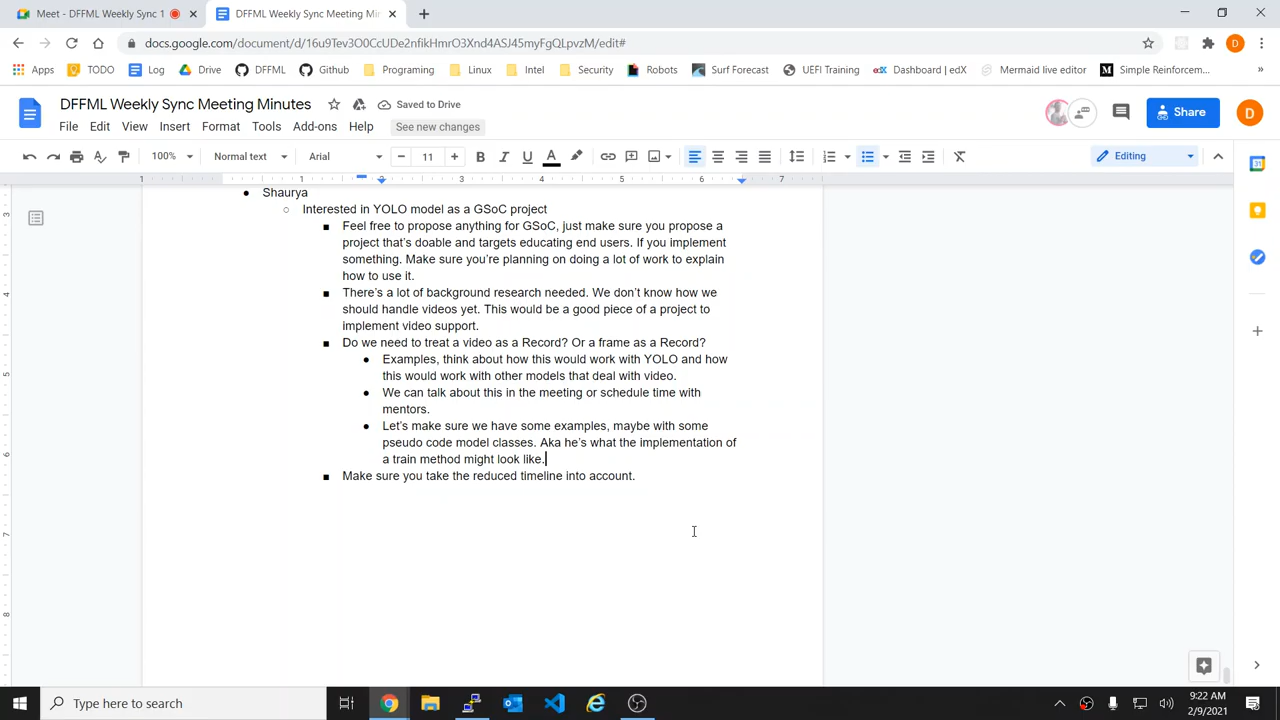 Meet - DFFML Weekly Sync 1
DFFML Weekly Sync Meeting Mi
docs.google.com/document/d/16u9Tev3O0CcUDe2nfikHmrO3Xnd4ASJ45myFgQLpvzM/edit#
D
Apps
TODO
Log
Drive
DFFML
Github
Programing
Linux
Intel
Security
Robots
Surf Forecast
UEFI Training
Dashboard | edX
Mermaid live editor
Simple Reinforcem...
DFFML Weekly Sync Meeting Minutes
Saved to Drive
File Edit View Insert Format Tools Add-ons Help See new changes
Share
D
100% Normal text Arial 11 Editing
1 1 2 3 4 5 6 7
Shaurya
Interested in YOLO model as a GSoC project
Feel free to propose anything for GSoC, just make sure you propose a
project that's doable and targets educating end users. If you implement
something. Make sure you're planning on doing a lot of work to explain
how to use it.
There's a lot of background research needed. We don't know how we
should handle videos yet. This would be a good piece of a project to
implement video support.
Do we need to treat a video as a Record? Or a frame as a Record?
Examples, think about how this would work with YOLO and how
this would work with other models that deal with video.
We can talk about this in the meeting or schedule time with
mentors.
Let's make sure we have some examples, maybe with some
pseudo code model classes. Aka he's what the implementation of
a train method might look like.
Make sure you take the reduced timeline into account.
Type here to search
9:22 AM
2/9/2021